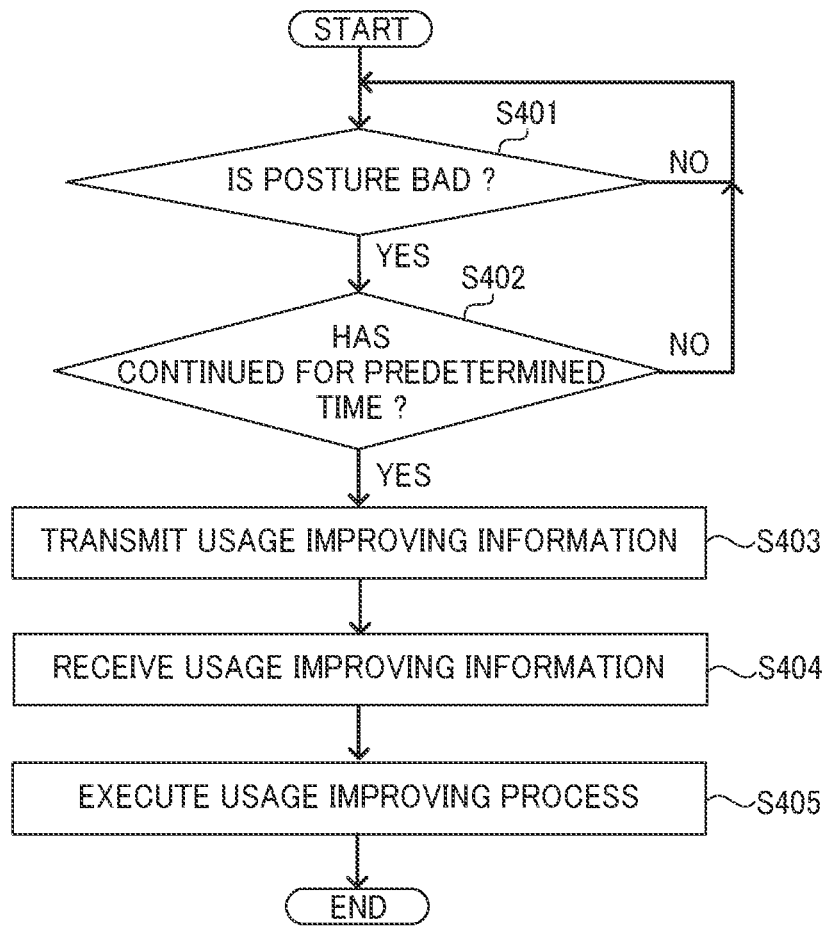 START
S401
IS POSTURE BAD ?
NO
YES
S402
HAS
CONTINUED FOR PREDETERMINED
TIME ?
NO
YES
TRANSMIT USAGE IMPROVING INFORMATION
S403
RECEIVE USAGE IMPROVING INFORMATION
S404
EXECUTE USAGE IMPROVING PROCESS
S405
END